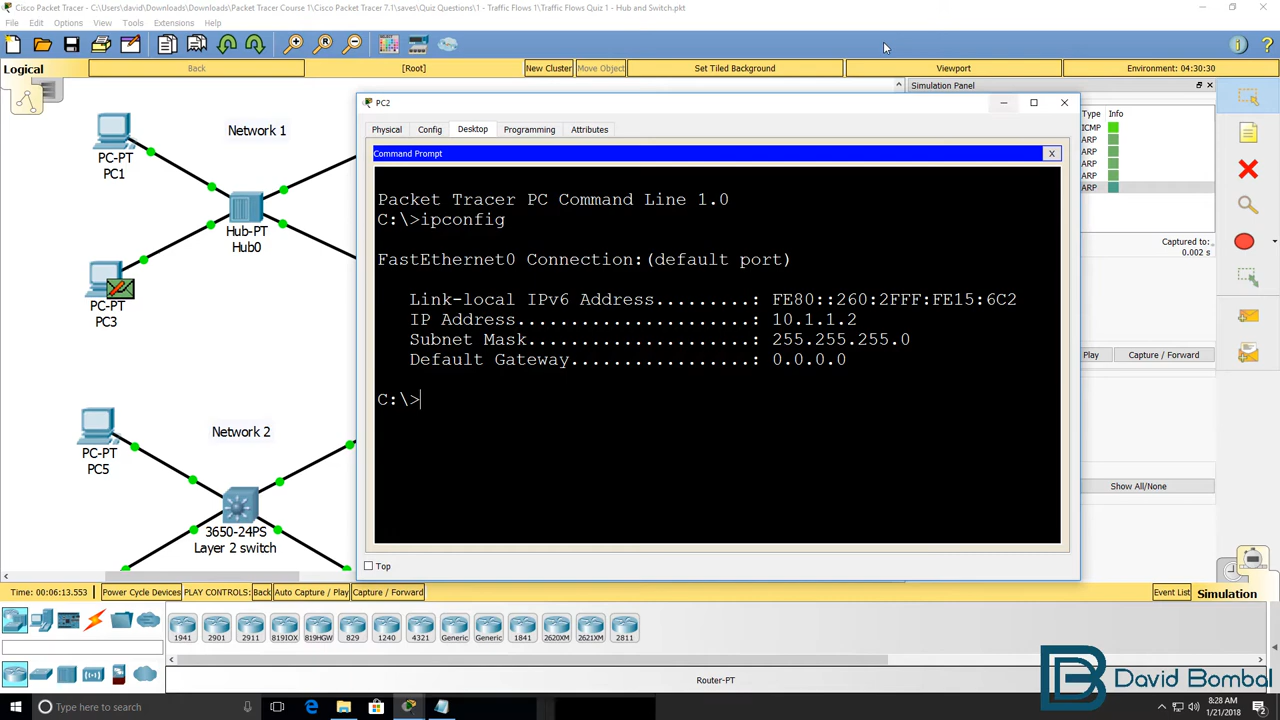 Cisco Packet Tracer - C:\Users\david\Downloads\Downloads\Packet Tracer Course 1\Cisco Packet Tracer 7.1\saves\Quiz Questions\1 - Traffic Flows\Traffic Flows Quiz 1 - Hub and Switch.pkt
File Edit Options View Tools Extensions Help
Logical Back [Root] New Cluster Move Object Set Tiled Background Viewport Environment: 04:30:30
Simulation Panel
PC2
Type Info
Physical Config Desktop Programming Attributes
ICMP
ARP
ARP
ARP
ARP
ARP
Command Prompt X
Packet Tracer PC Command Line 1.0
C:\>ipconfig
FastEthernet0 Connection:(default port)
Link-local IPv6 Address.........: FE80::260:2FFF:FE15:6C2
IP Address......................: 10.1.1.2
Subnet Mask.....................: 255.255.255.0
Default Gateway.................: 0.0.0.0
C:\>
Top
Network 1
PC-PT
PC1
Hub-PT
Hub0
PC-PT
PC3
Network 2
PC-PT
PC5
3650-24PS
Layer 2 switch
Captured to:
0.002 s
Play Capture / Forward
Show All/None
Time: 00:06:13.553 Power Cycle Devices PLAY CONTROLS: Back Auto Capture / Play Capture / Forward Event List Simulation
1941 2901 2911 819IOX 819HGW 829 1240 4321 Generic Generic 1841 2620XM 2621XM 2811
Router-PT
David Bombal
Type here to search
8:28 AM
1/21/2018
2